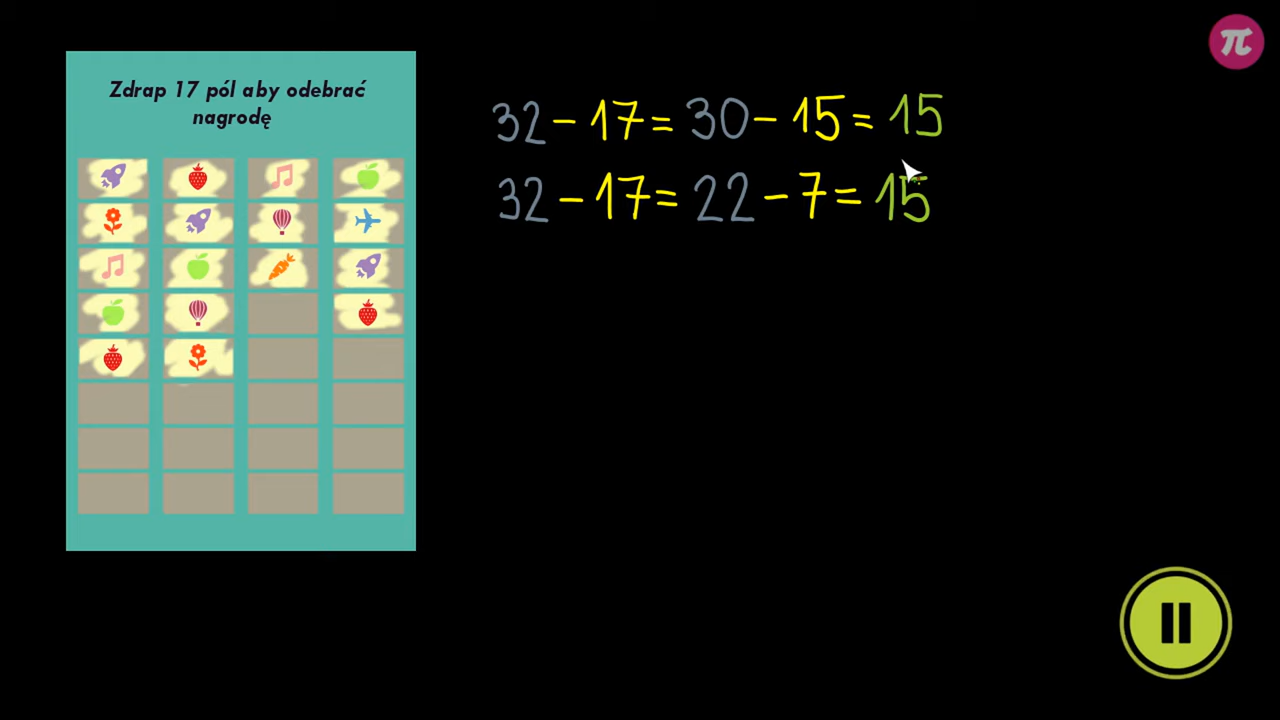 Zdrap 17 pól aby odebrać
nagrodę
32 - 17 = 30 - 15 = 15
32 - 17 = 22 - 7 = 15
π